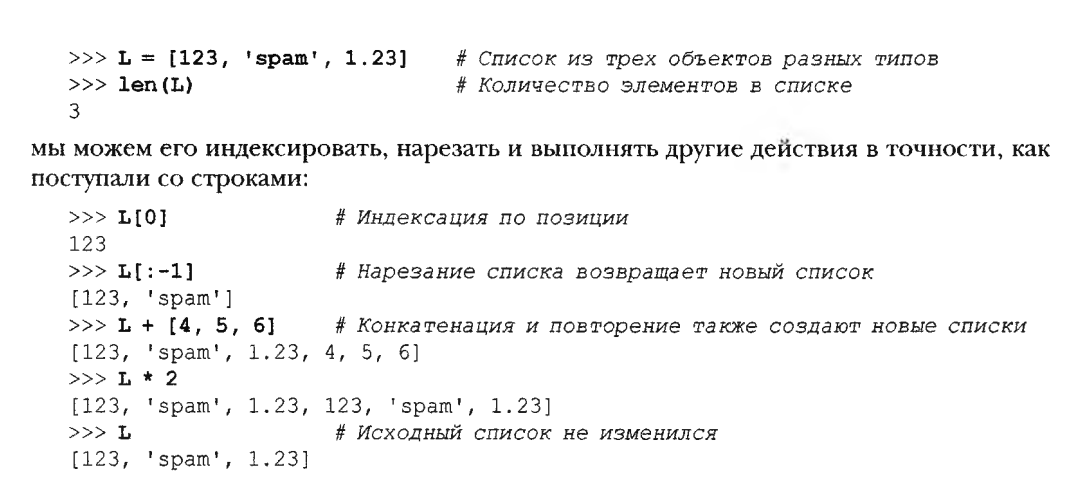 >>> L = [123, 'spam', 1.23] # Список из трех объектов разных типов
>>> len(L) # Количество элементов в списке
3
мы можем его индексировать, нарезать и выполнять другие действия в точности, как
поступали со строками:
>>> L[0] # Индексация по позиции
123
>>> L[:-1] # Нарезание списка возвращает новый список
[123, 'spam']
>>> L + [4, 5, 6] # Конкатенация и повторение также создают новые списки
[123, 'spam', 1.23, 4, 5, 6]
>>> L * 2
[123, 'spam', 1.23, 123, 'spam', 1.23]
>>> L # Исходный список не изменился
[123, 'spam', 1.23]